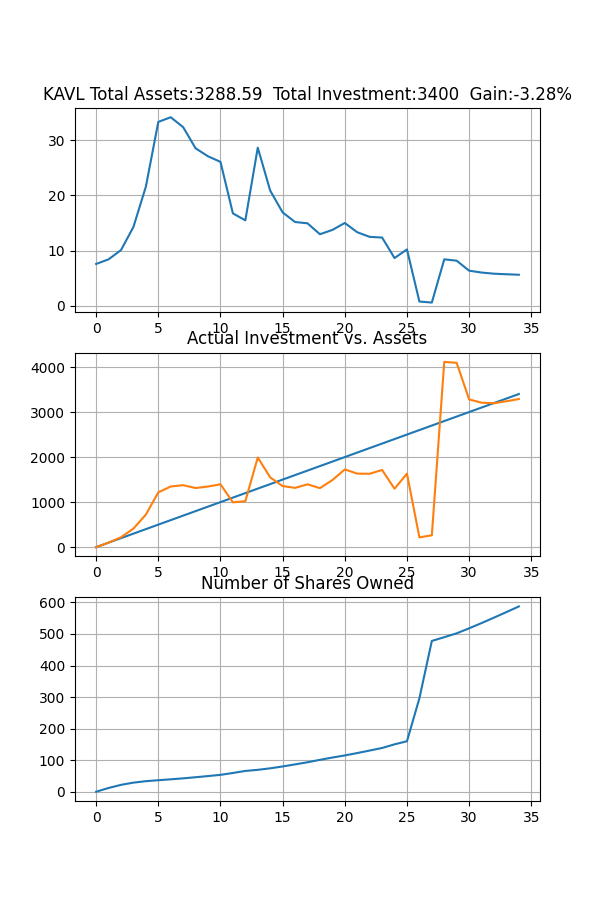 KAVL Total Assets:3288.59  Total Investment:3400  Gain:-3.28%
30
20
10
0
0 5 10 15 20 25 30 35
Actual Investment vs. Assets
4000
3000
2000
1000
0
0 5 10 15 20 25 30 35
Number of Shares Owned
600
500
400
300
200
100
0
0 5 10 15 20 25 30 35